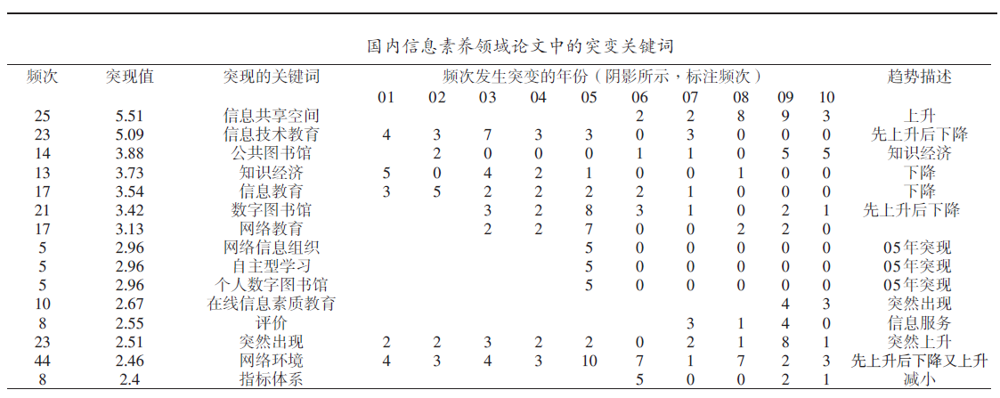 国内信息素养领域论文中的突变关键词
频次 突现值 突现的关键词 频次发生突变的年份（阴影所示，标注频次） 趋势描述
01 02 03 04 05 06 07 08 09 10
25 5.51 信息共享空间 2 2 8 9 3 上升
23 5.09 信息技术教育 4 3 7 3 3 0 3 0 0 0 先上升后下降
14 3.88 公共图书馆 2 0 0 0 1 1 0 5 5 知识经济
13 3.73 知识经济 5 0 4 2 1 0 0 1 0 0 下降
17 3.54 信息教育 3 5 2 2 2 2 1 0 0 0 下降
21 3.42 数字图书馆 3 2 8 3 1 0 2 1 先上升后下降
17 3.13 网络教育 2 2 7 0 0 2 2 0
5 2.96 网络信息组织 5 0 0 0 0 0 05年突现
5 2.96 自主型学习 5 0 0 0 0 0 05年突现
5 2.96 个人数字图书馆 5 0 0 0 0 0 05年突现
10 2.67 在线信息素质教育 4 3 突然出现
8 2.55 评价 3 1 4 0 信息服务
23 2.51 突然出现 2 2 3 2 2 0 2 1 8 1 突然上升
44 2.46 网络环境 4 3 4 3 10 7 1 7 2 3 先上升后下降又上升
8 2.4 指标体系 5 0 0 2 1 减小